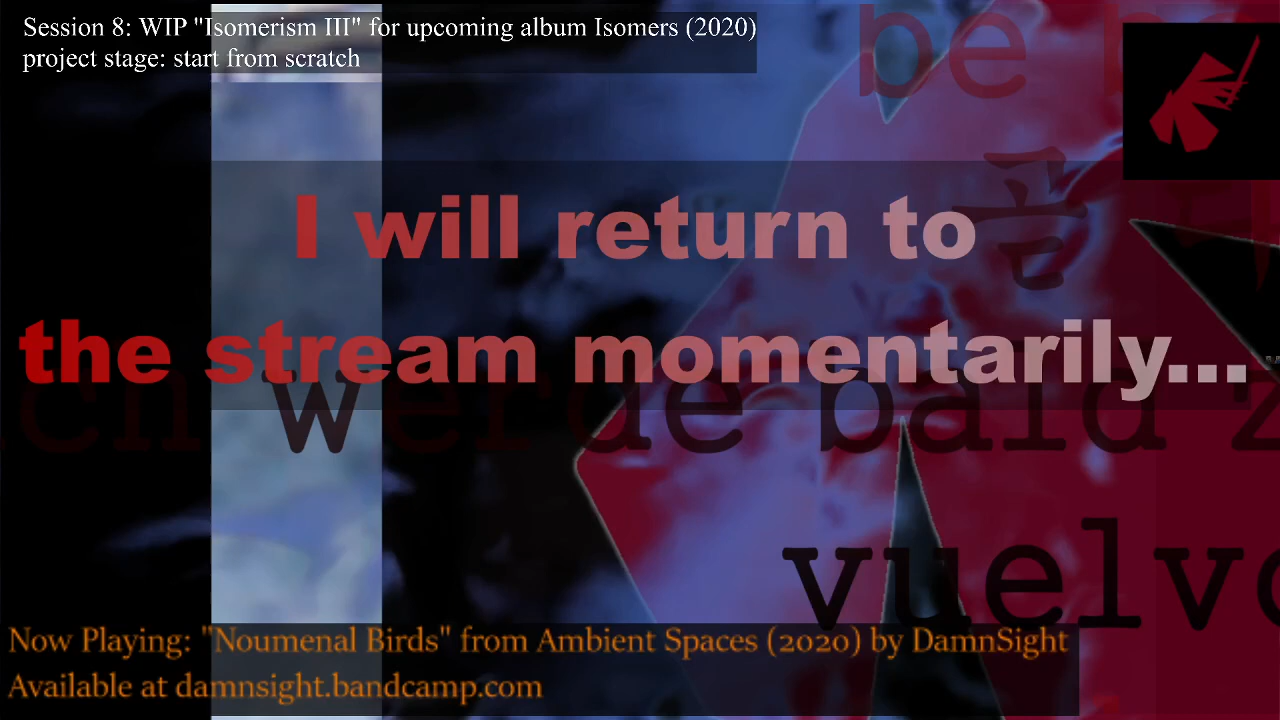 Session 8: WIP "Isomerism III" for upcoming album Isomers (2020)
project stage: start from scratch
be
곧
I will return to
the stream momentarily...
ich werde bald z
vuelvo
Now Playing: "Noumenal Birds" from Ambient Spaces (2020) by DamnSight
Available at damnsight.bandcamp.com